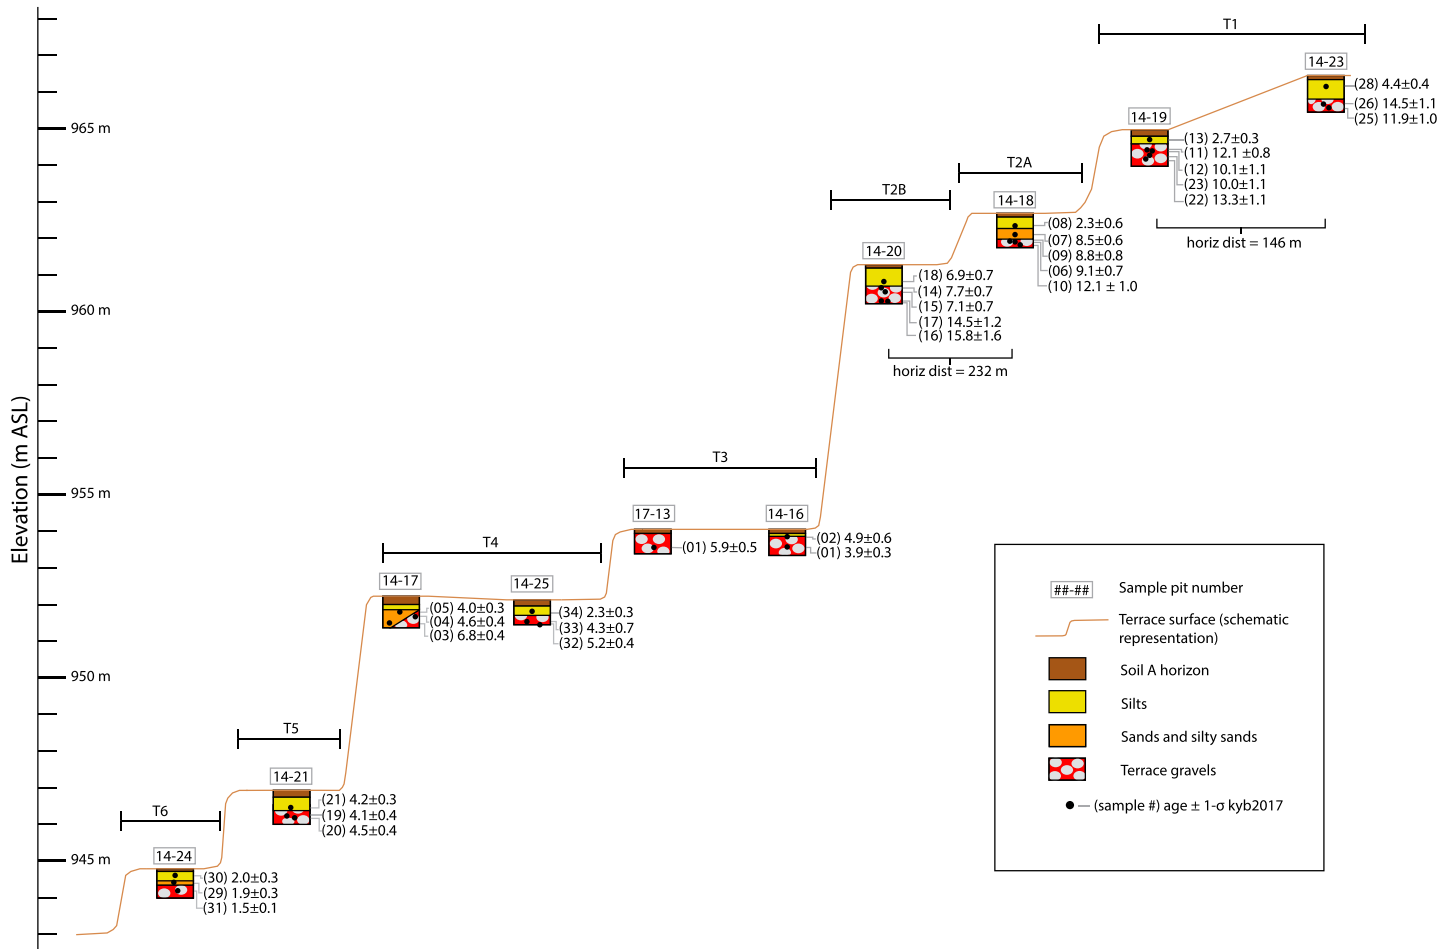 T1
14-23
(28) 4.4±0.4
(26) 14.5±1.1
(25) 11.9±1.0
14-19
965 m
(13) 2.7±0.3
(11) 12.1 ±0.8
(12) 10.1±1.1
(23) 10.0±1.1
(22) 13.3±1.1
horiz dist = 146 m
T2A
14-18
(08) 2.3±0.6
(07) 8.5±0.6
(09) 8.8±0.8
(06) 9.1±0.7
(10) 12.1 ± 1.0
T2B
14-20
(18) 6.9±0.7
(14) 7.7±0.7
(15) 7.1±0.7
(17) 14.5±1.2
(16) 15.8±1.6
horiz dist = 232 m
960 m
Elevation (m ASL)
955 m
T3
17-13
(01) 5.9±0.5
14-16
(02) 4.9±0.6
(01) 3.9±0.3
T4
14-17
(05) 4.0±0.3
(04) 4.6±0.4
(03) 6.8±0.4
14-25
(34) 2.3±0.3
(33) 4.3±0.7
(32) 5.2±0.4
950 m
T5
14-21
(21) 4.2±0.3
(19) 4.1±0.4
(20) 4.5±0.4
T6
14-24
(30) 2.0±0.3
(29) 1.9±0.3
(31) 1.5±0.1
945 m
##-##
Sample pit number
Terrace surface (schematic
representation)
Soil A horizon
Silts
Sands and silty sands
Terrace gravels
(sample #) age ± 1-σ kyb2017